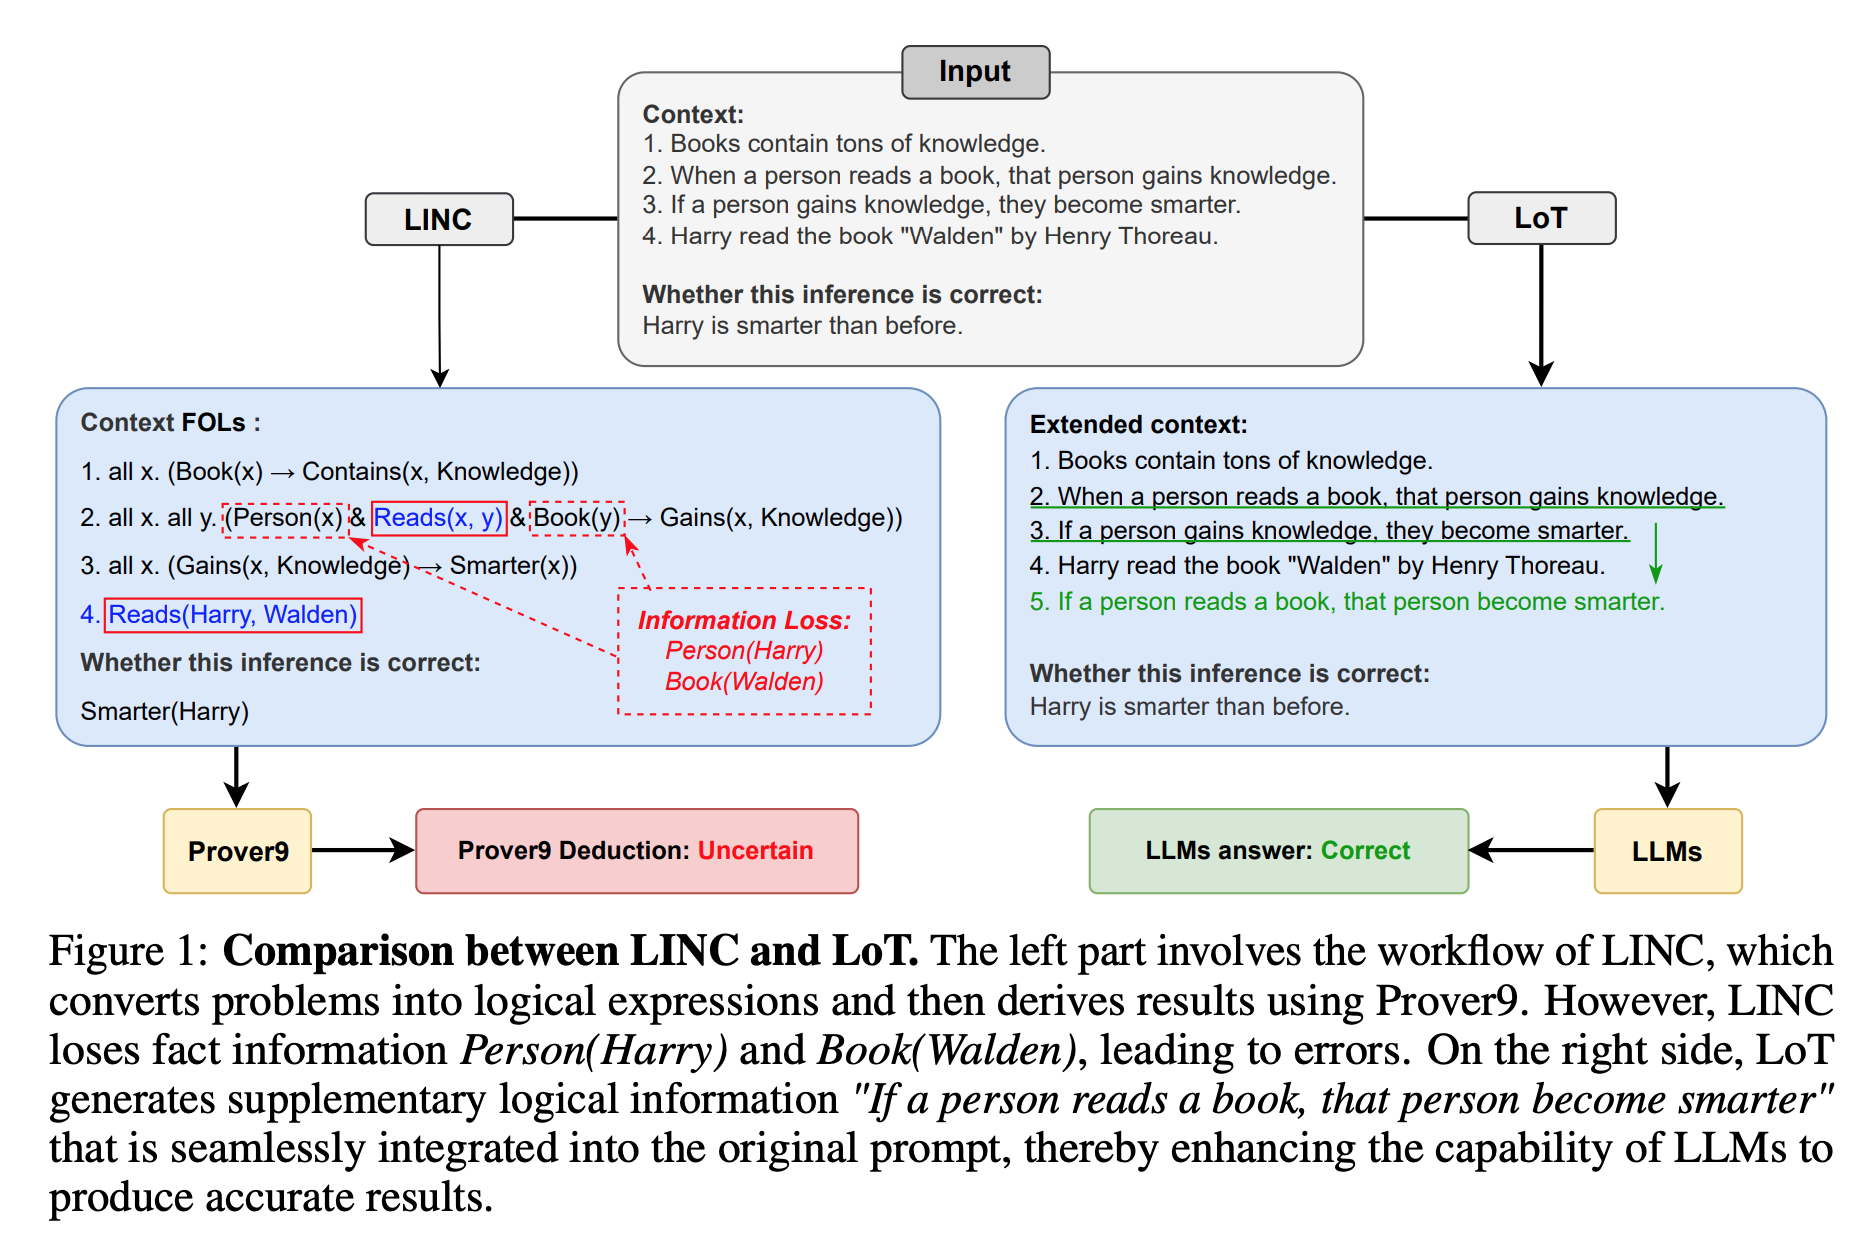 Input
Context:
1. Books contain tons of knowledge.
2. When a person reads a book, that person gains knowledge.
3. If a person gains knowledge, they become smarter.
4. Harry read the book "Walden" by Henry Thoreau.
Whether this inference is correct:
Harry is smarter than before.
LINC
LoT
Context FOLs :
1. all x. (Book(x) → Contains(x, Knowledge))
2. all x. all y. (Person(x) & Reads(x, y) & Book(y) → Gains(x, Knowledge))
3. all x. (Gains(x, Knowledge) → Smarter(x))
4. Reads(Harry, Walden)
Whether this inference is correct:
Smarter(Harry)
Information Loss:
Person(Harry)
Book(Walden)
Extended context:
1. Books contain tons of knowledge.
2. When a person reads a book, that person gains knowledge.
3. If a person gains knowledge, they become smarter.
4. Harry read the book "Walden" by Henry Thoreau.
5. If a person reads a book, that person become smarter.
Whether this inference is correct:
Harry is smarter than before.
Prover9
Prover9 Deduction: Uncertain
LLMs answer: Correct
LLMs
Figure 1: Comparison between LINC and LoT. The left part involves the workflow of LINC, which
converts problems into logical expressions and then derives results using Prover9. However, LINC
loses fact information Person(Harry) and Book(Walden), leading to errors. On the right side, LoT
generates supplementary logical information "If a person reads a book, that person become smarter"
that is seamlessly integrated into the original prompt, thereby enhancing the capability of LLMs to
produce accurate results.